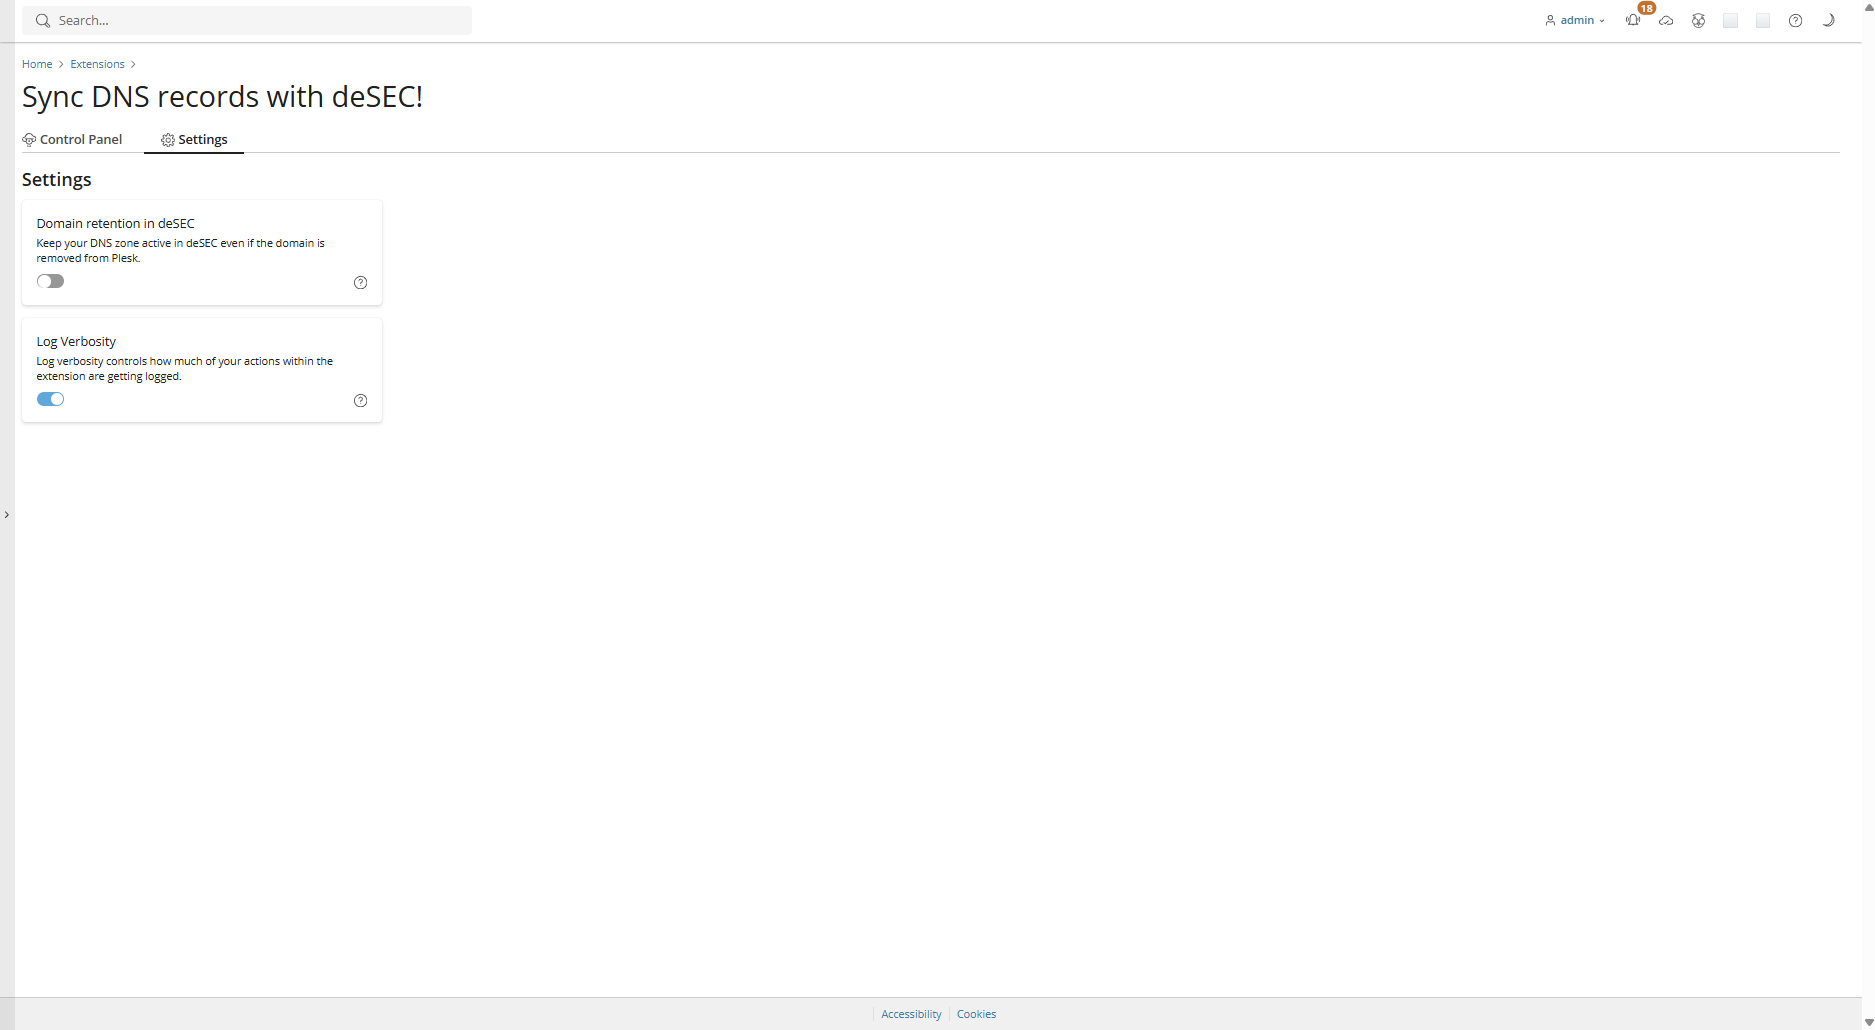 Search...
admin
18
Home
Extensions
Sync DNS records with deSEC!
Control Panel
Settings
Settings
Domain retention in deSEC
Keep your DNS zone active in deSEC even if the domain is
removed from Plesk.
Log Verbosity
Log verbosity controls how much of your actions within the
extension are getting logged.
Accessibility
Cookies